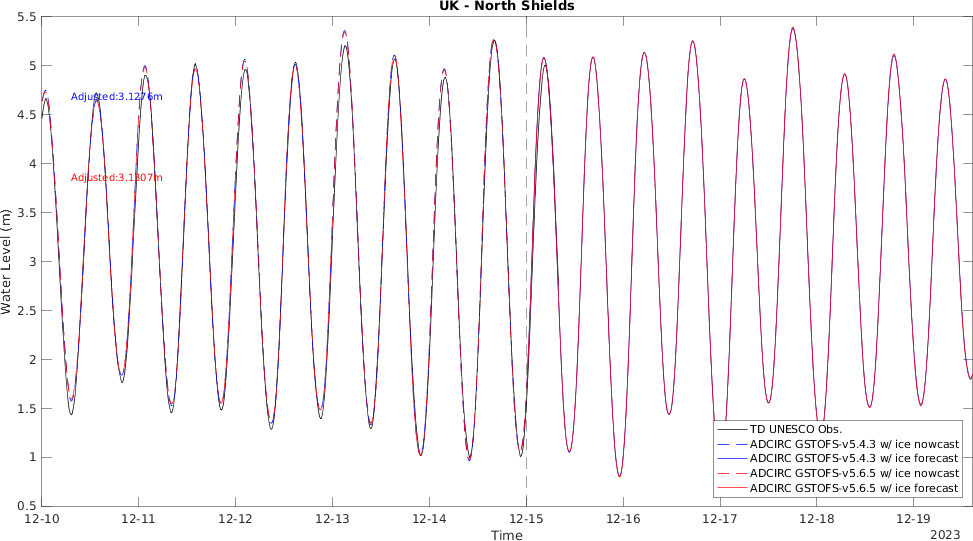 UK - North Shields
5.5
5
4.5
4
3.5
3
2.5
2
1.5
1
0.5
Water Level (m)
Adjusted:3.1276m
Adjusted:3.1307m
TD UNESCO Obs.
ADCIRC GSTOFS-v5.4.3 w/ ice nowcast
ADCIRC GSTOFS-v5.4.3 w/ ice forecast
ADCIRC GSTOFS-v5.6.5 w/ ice nowcast
ADCIRC GSTOFS-v5.6.5 w/ ice forecast
12-10 12-11 12-12 12-13 12-14 12-15 12-16 12-17 12-18 12-19
Time
2023